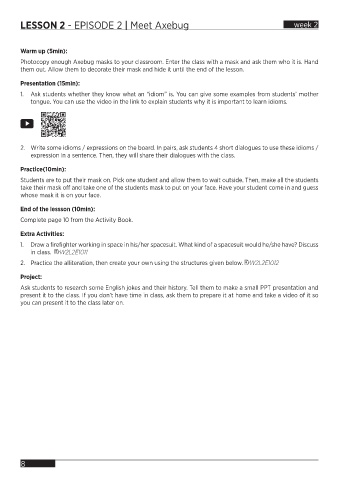 LESSON 2 - EPISODE 2 | Meet Axebug
week 2
Warm up (5min):
Photocopy enough Axebug masks to your classroom. Enter the class with a mask and ask them who it is. Hand
them out. Allow them to decorate their mask and hide it until the end of the lesson.
Presentation (15min):
1. Ask students whether they know what an "idiom" is. You can give some examples from students' mother
tongue. You can use the video in the link to explain students why it is important to learn idioms.
2. Write some idioms / expressions on the board. In pairs, ask students 4 short dialogues to use these idioms /
expression in a sentence. Then, they will share their dialogues with the class.
Practice(10min):
Students are to put their mask on. Pick one student and allow them to wait outside. Then, make all the students
take their mask off and take one of the students mask to put on your face. Have your student come in and guess
whose mask it is on your face.
End of the lessson (10min):
Complete page 10 from the Activity Book.
Extra Activities:
1. Draw a firefighter working in space in his/her spacesuit. What kind of a spacesuit would he/she have? Discuss
in class. W2L2E1011
2. Practice the alliteration, then create your own using the structures given below. W2L2E1012
Project:
Ask students to research some English jokes and their history. Tell them to make a small PPT presentation and
present it to the class. If you don't have time in class, ask them to prepare it at home and take a video of it so
you can present it to the class later on.
8